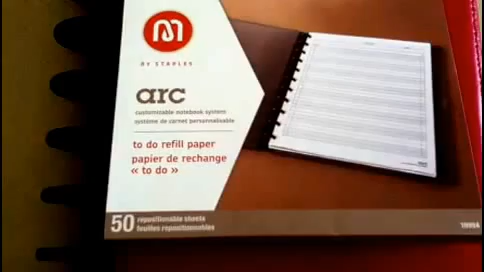 M
BY STAPLES
arc
customizable notebook system
système de carnet personnalisable
to do refill paper
papier de rechange
« to do »
50 repositionable sheets
feuilles repositionnables